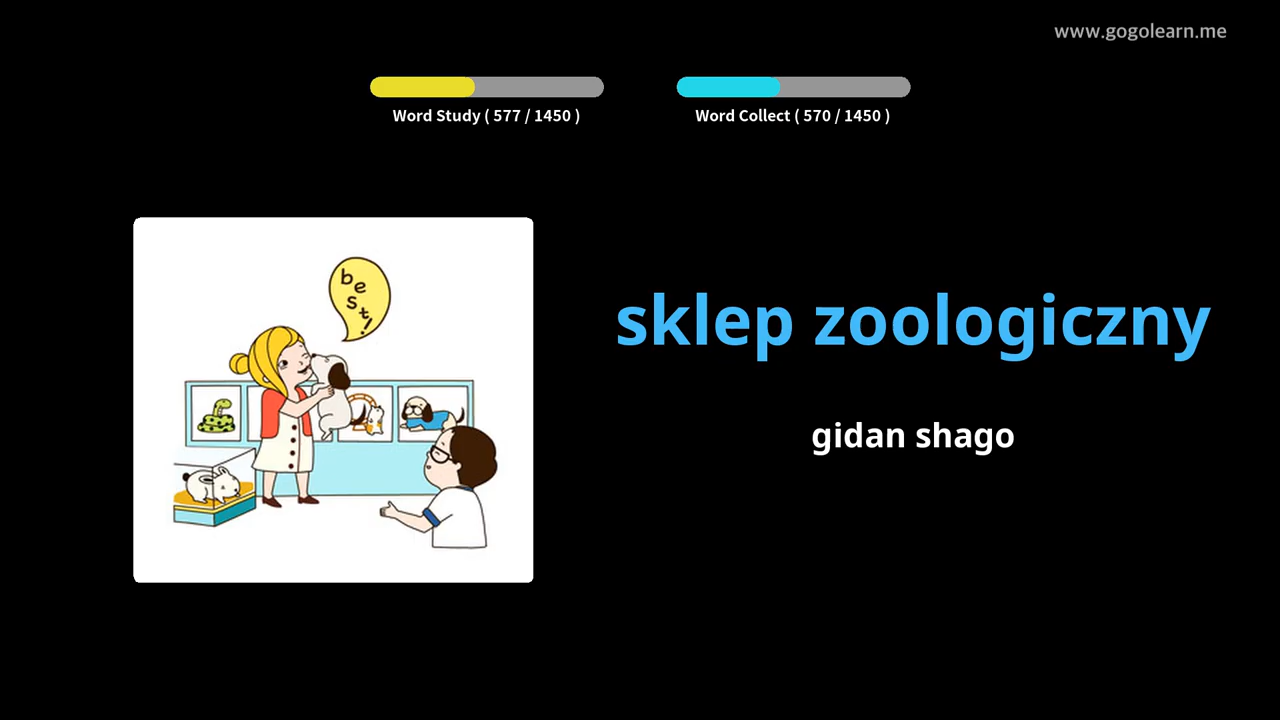 www.gogolearn.me
Word Study ( 577 / 1450 )
Word Collect ( 570 / 1450 )
best!
sklep zoologiczny
gidan shago